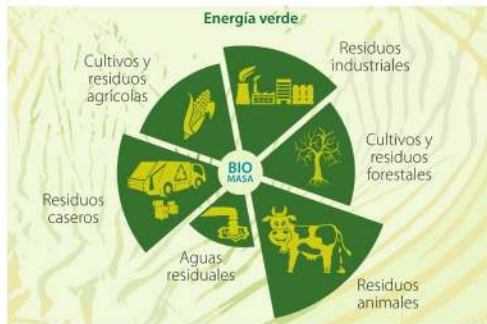 Energía verde
Residuos
industriales
Cultivos y
residuos
agrícolas
Cultivos y
residuos
forestales
BIO
MASA
Residuos
caseros
Aguas
residuales
Residuos
animales